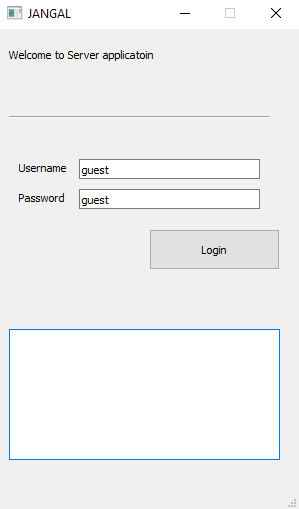 JANGAL
Welcome to Server applicatoin
Username guest
Password guest
Login